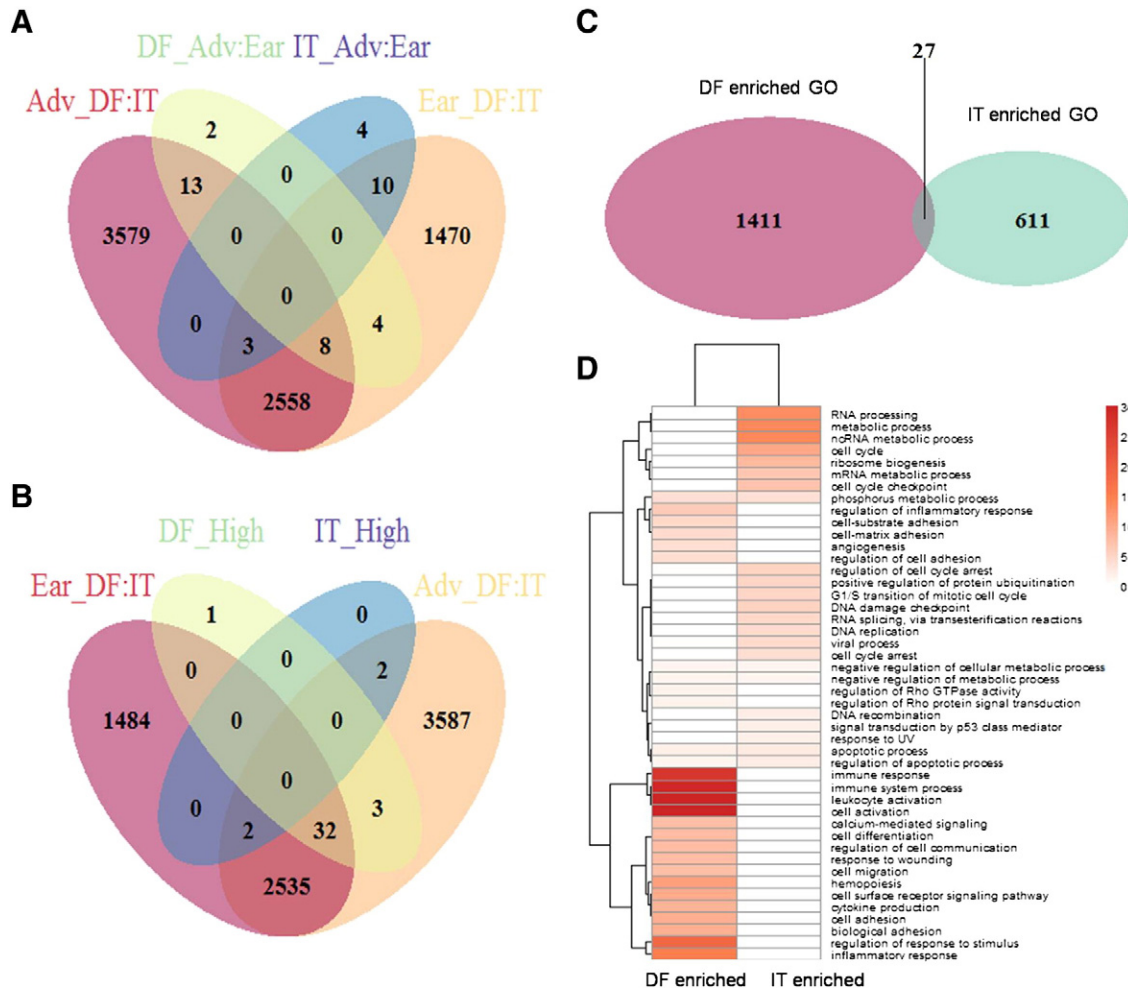 A
DF_Adv:Ear IT_Adv:Ear
Adv_DF:IT
Ear_DF:IT
2
4
13
0
10
3579
0
0
1470
0
0
4
3
8
2558
B
DF_High
IT_High
Ear_DF:IT
Adv_DF:IT
1
0
0
0
2
1484
0
0
3587
0
0
3
2
32
2535
C
27
DF enriched GO
IT enriched GO
1411
611
D
RNA processing
metabolic process
ncRNA metabolic process
cell cycle
ribosome biogenesis
mRNA metabolic process
cell cycle checkpoint
phosphorus metabolic process
regulation of inflammatory response
cell-substrate adhesion
cell-matrix adhesion
angiogenesis
regulation of cell adhesion
regulation of cell cycle arrest
positive regulation of protein ubiquitination
G1/S transition of mitotic cell cycle
DNA damage checkpoint
RNA splicing, via transesterification reactions
DNA replication
viral process
cell cycle arrest
negative regulation of cellular metabolic process
negative regulation of metabolic process
regulation of Rho GTPase activity
regulation of Rho protein signal transduction
DNA recombination
signal transduction by p53 class mediator
response to UV
apoptotic process
regulation of apoptotic process
immune response
immune system process
leukocyte activation
cell activation
calcium-mediated signaling
cell differentiation
regulation of cell communication
response to wounding
cell migration
hemopoiesis
cell surface receptor signaling pathway
cytokine production
cell adhesion
biological adhesion
regulation of response to stimulus
inflammatory response
DF enriched
IT enriched
5
0